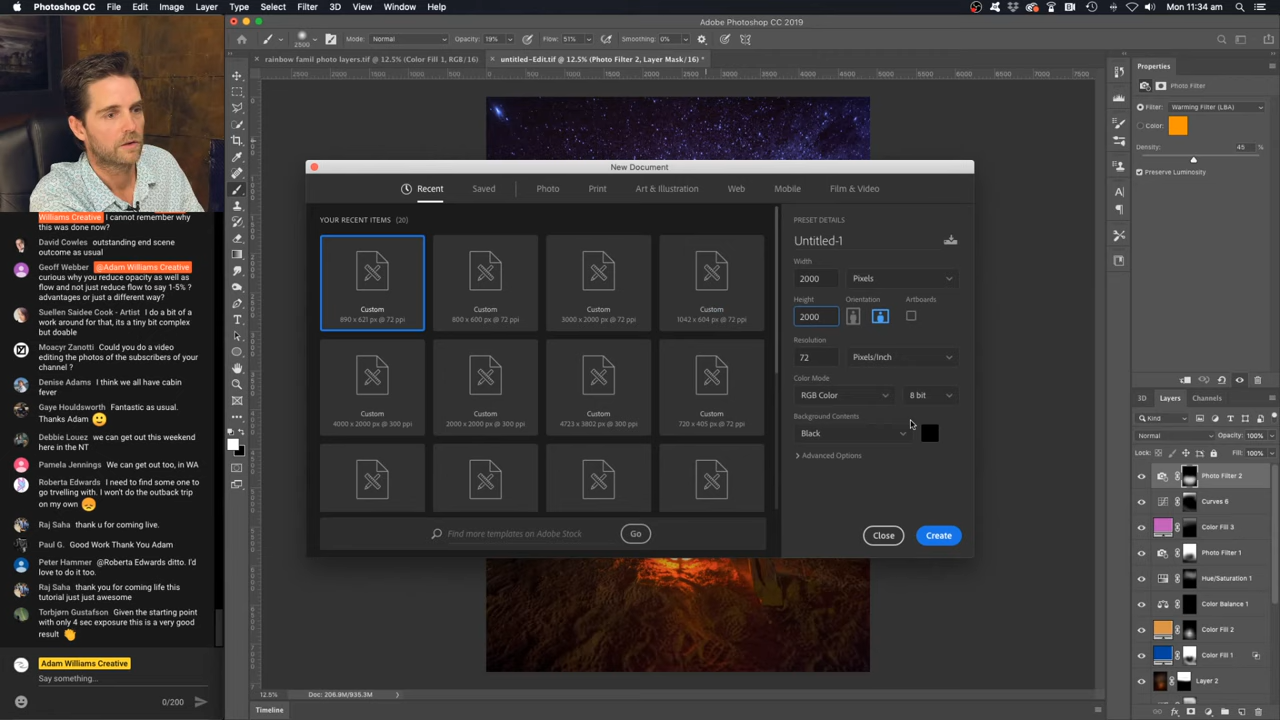 Photoshop CC File Edit Image Layer Type Select Filter 3D View Window Help
11:34 am
Adobe Photoshop CC 2019
2500 Mode: Normal Opacity: 19% Flow: 51% Smoothing: 0%
rainbow famil photo layers.tif @ 12.5% (Color Fill 1, RGB/16) untitled-Edit.tif @ 12.5% (Photo Filter 2, Layer Mask/16) *
Williams Creative I cannot remember why
this was done now?
David Cowles outstanding end scene
outcome as usual
Geoff Webber @Adam Williams Creative
curious why you reduce opacity as well as
flow and not just reduce flow to say 1-5% ?
advantages or just a different way?
Suellen Saidee Cook - Artist I do a bit of a
work around for that, its a tiny bit complex
but doable
Moacyr Zanotti Could you do a video
editing the photos of the subscribers of your
channel ?
Denise Adams I think we all have cabin
fever
Gaye Houldsworth Fantastic as usual.
Thanks Adam
Debbie Louez we can get out this weekend
here in the NT
Pamela Jennings We can get out too, in WA
Roberta Edwards I need to find some one to
go trvelling with. I won't do the outback trip
on my own
Raj Saha thank u for coming live.
Paul G. Good Work Thank You Adam
Peter Hammer @Roberta Edwards ditto. I'd
love to do it too.
Raj Saha thank you for coming life this
tutorial just just awesome
Torbjørn Gustafson Given the starting point
with only 4 sec exposure this is a very good
result
Adam Williams Creative
Say something...
0/200
New Document
Recent Saved Photo Print Art & Illustration Web Mobile Film & Video
YOUR RECENT ITEMS (20)
Custom
890 x 621 px @ 72 ppi
Custom
800 x 600 px @ 72 ppi
Custom
3000 x 2000 px @ 72 ppi
Custom
1042 x 604 px @ 72 ppi
Custom
4000 x 2000 px @ 300 ppi
Custom
2000 x 2000 px @ 300 ppi
Custom
4723 x 3802 px @ 300 ppi
Custom
720 x 405 px @ 72 ppi
Find more templates on Adobe Stock Go
PRESET DETAILS
Untitled-1
Width
2000 Pixels
Height Orientation Artboards
2000
Resolution
72 Pixels/Inch
Color Mode
RGB Color 8 bit
Background Contents
Black
Advanced Options
Close Create
12.5% Doc: 206.9M/935.3M
Timeline
Properties
Photo Filter
Filter: Warming Filter (LBA)
Color:
Density: 45 %
Preserve Luminosity
3D Layers Channels
Kind
Normal Opacity: 100%
Lock: Fill: 100%
Photo Filter 2
Curves 6
Color Fill 3
Photo Filter 1
Hue/Saturation 1
Color Balance 1
Color Fill 2
Color Fill 1
Layer 2